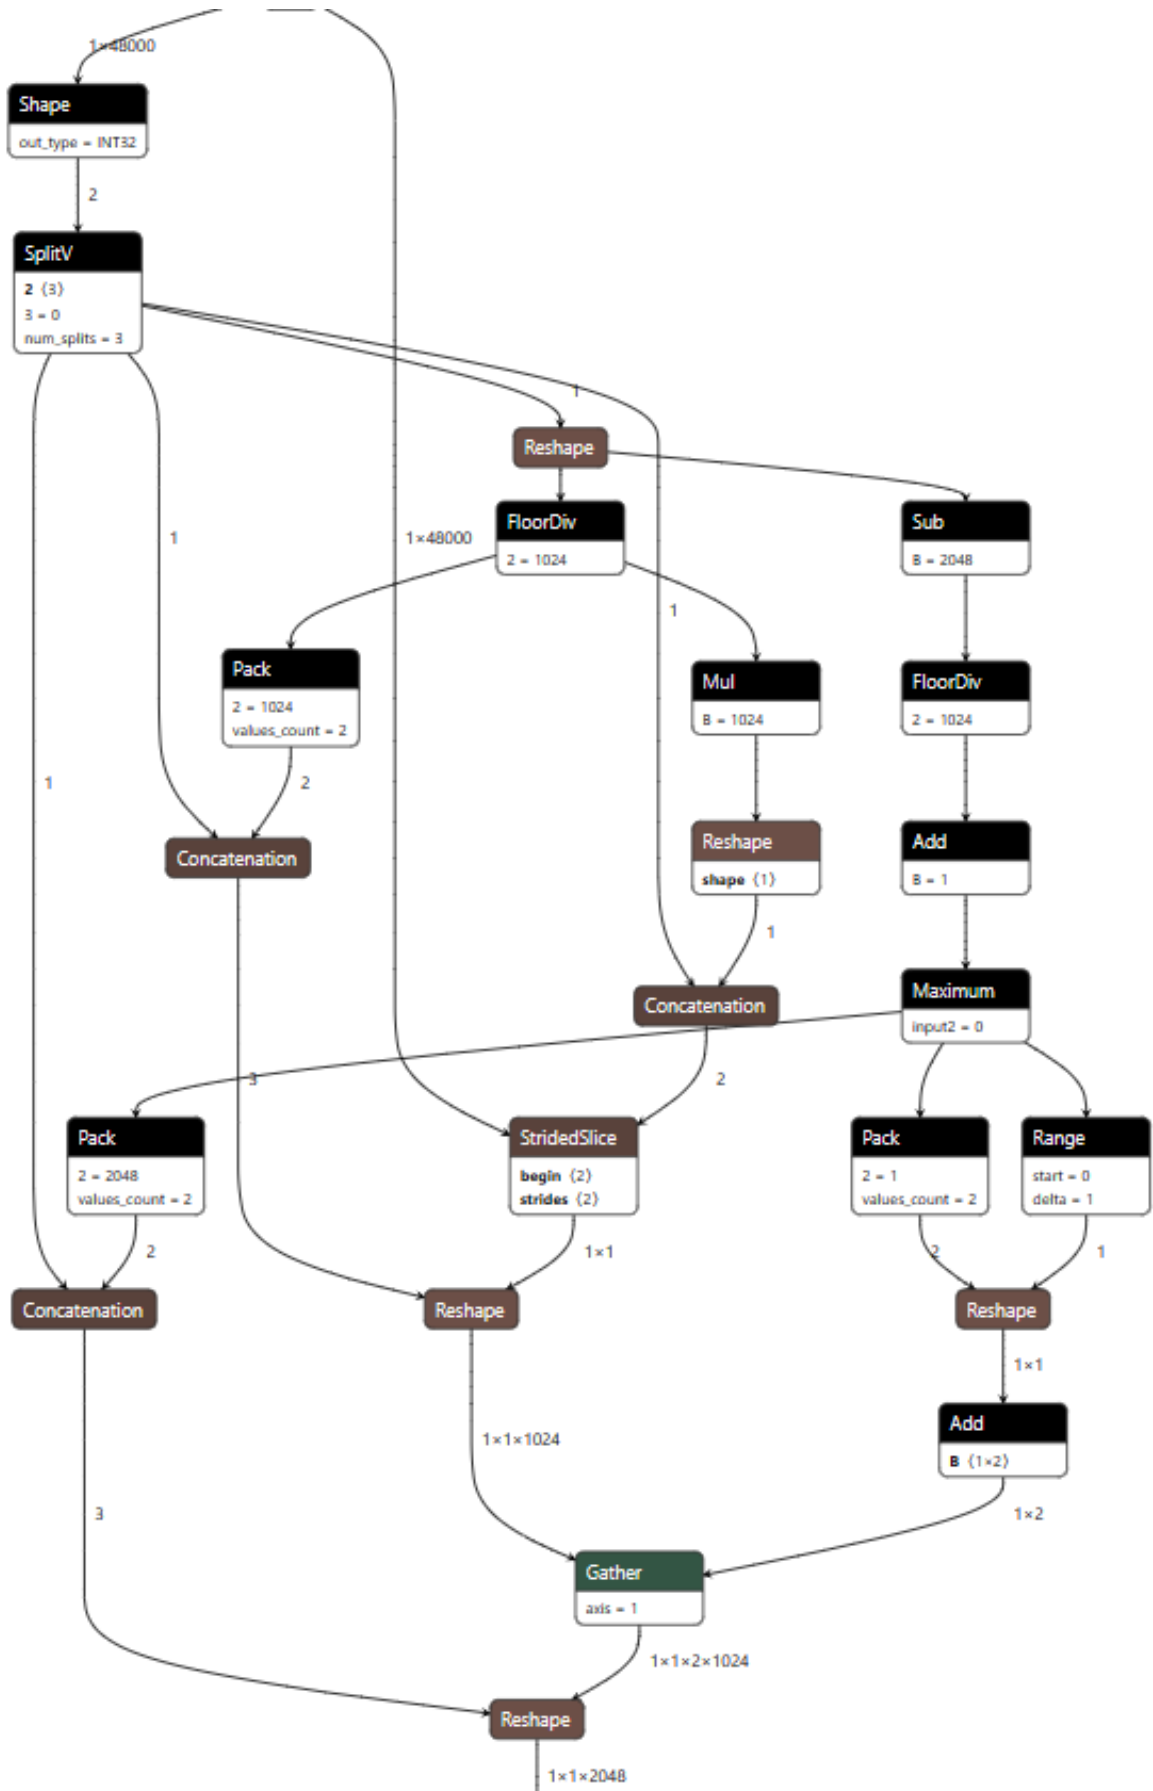 1×48000
Shape
out_type = INT32
2
SplitV
2 {3}
3 = 0
num_splits = 3
1
Reshape
1
1×48000
FloorDiv
2 = 1024
Sub
B = 2048
1
Pack
2 = 1024
values_count = 2
Mul
B = 1024
FloorDiv
2 = 1024
1
2
Concatenation
Reshape
shape {1}
Add
B = 1
1
Concatenation
Maximum
input2 = 0
3
2
Pack
2 = 2048
values_count = 2
StridedSlice
begin {2}
strides {2}
Pack
2 = 1
values_count = 2
Range
start = 0
delta = 1
2
1×1
2
1
Concatenation
Reshape
Reshape
1×1
1×1×1024
Add
B {1×2}
3
1×2
Gather
axis = 1
1×1×2×1024
Reshape
1×1×2048